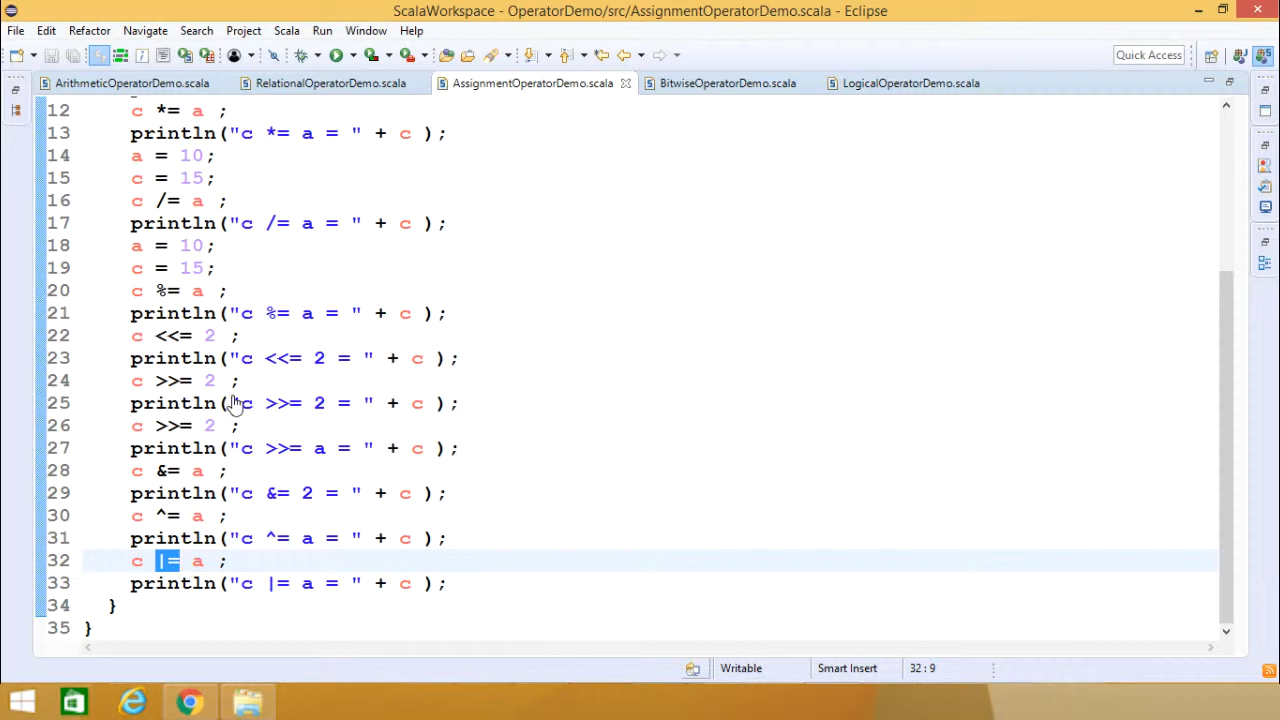 ScalaWorkspace - OperatorDemo/src/AssignmentOperatorDemo.scala - Eclipse
File Edit Refactor Navigate Search Project Scala Run Window Help
Quick Access
ArithmeticOperatorDemo.scala RelationalOperatorDemo.scala AssignmentOperatorDemo.scala BitwiseOperatorDemo.scala LogicalOperatorDemo.scala
12 c *= a ;
13 println("c *= a = " + c );
14 a = 10;
15 c = 15;
16 c /= a ;
17 println("c /= a = " + c );
18 a = 10;
19 c = 15;
20 c %= a ;
21 println("c %= a = " + c );
22 c <<= 2 ;
23 println("c <<= 2 = " + c );
24 c >>= 2 ;
25 println("c >>= 2 = " + c );
26 c >>= 2 ;
27 println("c >>= a = " + c );
28 c &= a ;
29 println("c &= 2 = " + c );
30 c ^= a ;
31 println("c ^= a = " + c );
32 c |= a ;
33 println("c |= a = " + c );
34 }
35 }
Writable Smart Insert 32 : 9